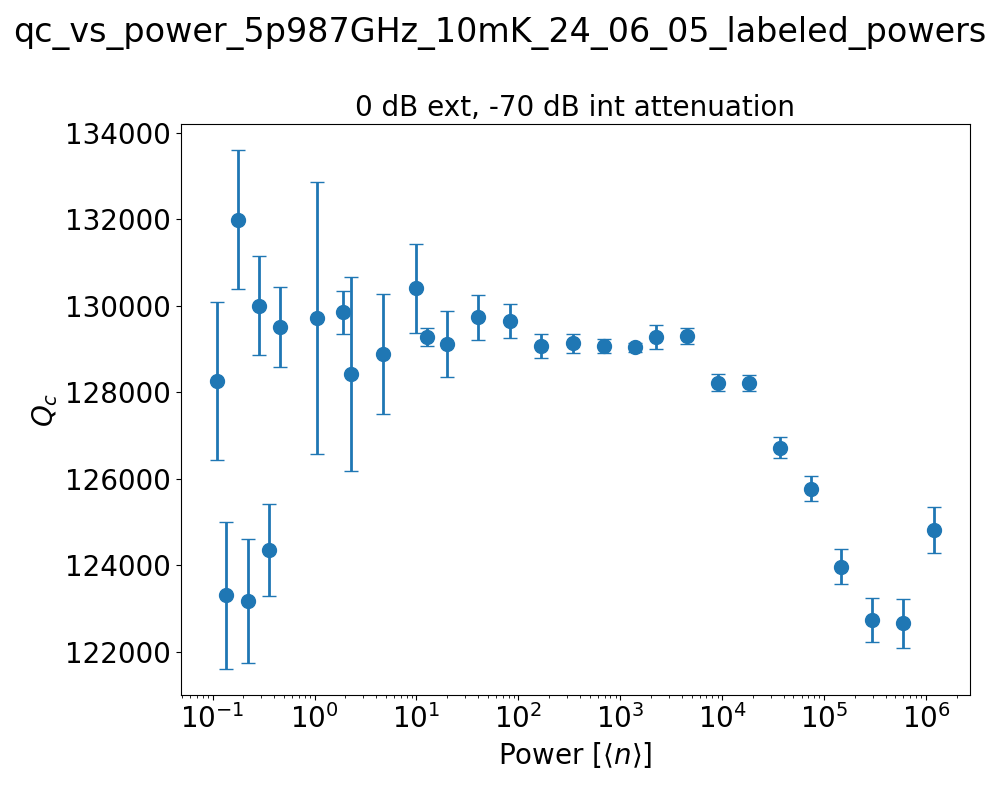 qc_vs_power_5p987GHz_10mK_24_06_05_labeled_powers
0 dB ext, -70 dB int attenuation
134000
132000
130000
128000
126000
124000
122000
Q_c
10^{-1} 10^0 10^1 10^2 10^3 10^4 10^5 10^6
Power [⟨n⟩]